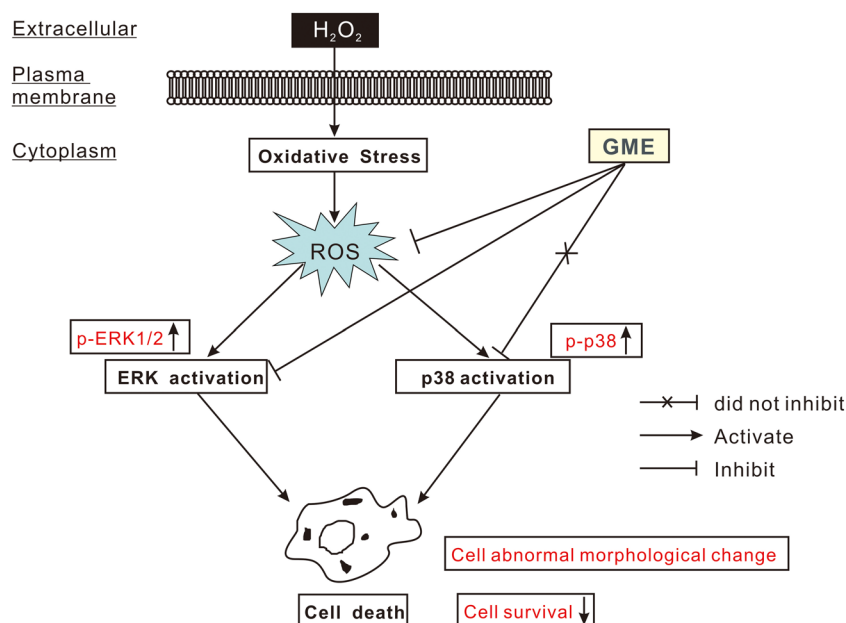 Extracellular
H₂O₂
Plasma
membrane
Cytoplasm
Oxidative Stress
GME
ROS
p-ERK1/2
p-p38
ERK activation
p38 activation
did not inhibit
Activate
Inhibit
Cell abnormal morphological change
Cell death
Cell survival